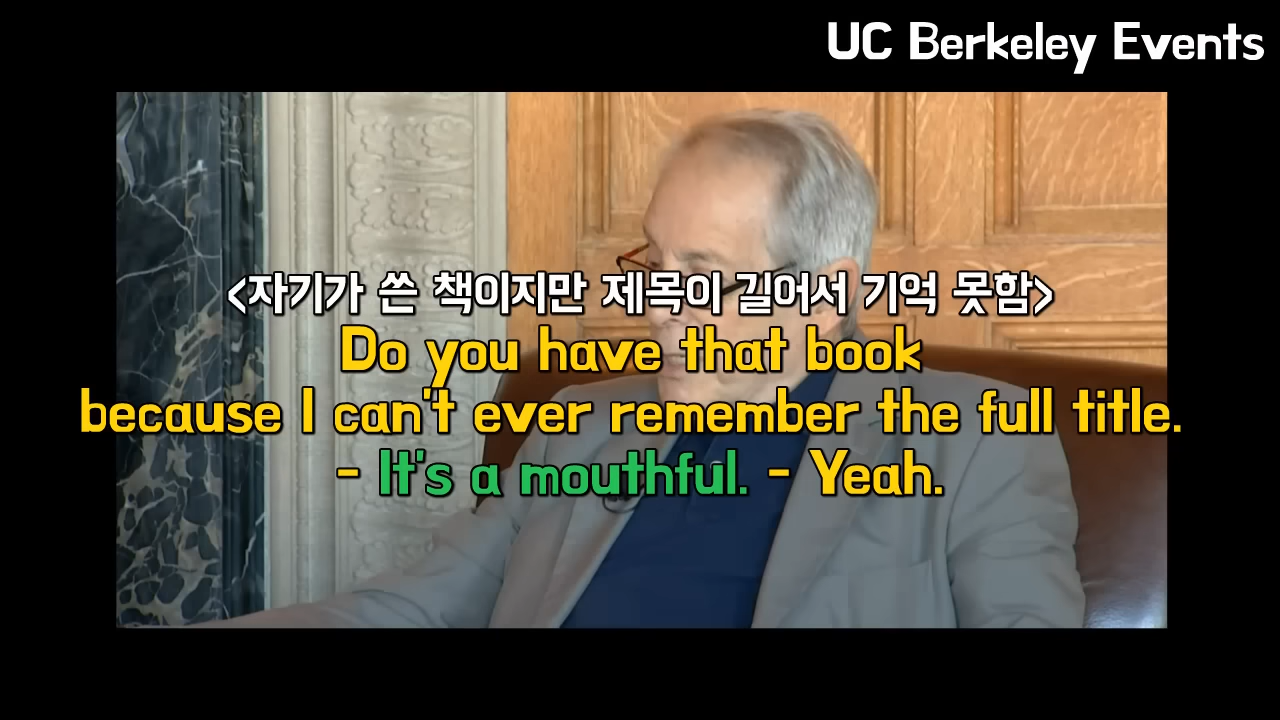 UC Berkeley Events
<자기가 쓴 책이지만 제목이 길어서 기억 못함>
Do you have that book
because I can't ever remember the full title.
- It's a mouthful. - Yeah.